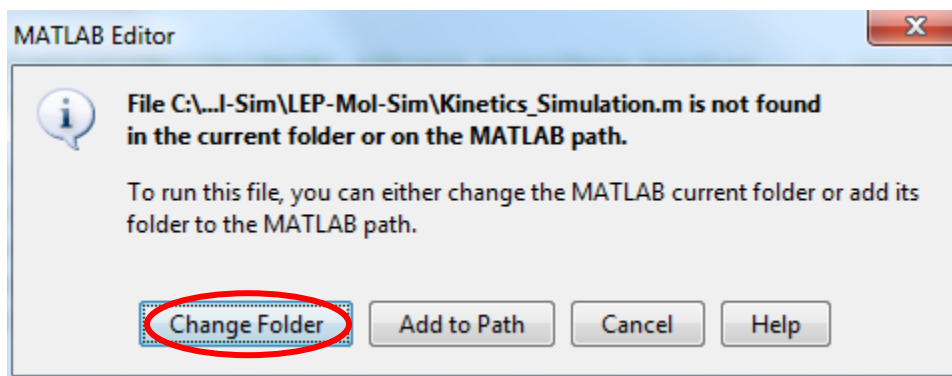 MATLAB Editor
File C:\...l-Sim\LEP-Mol-Sim\Kinetics_Simulation.m is not found
in the current folder or on the MATLAB path.
To run this file, you can either change the MATLAB current folder or add its
folder to the MATLAB path.
Change Folder Add to Path Cancel Help